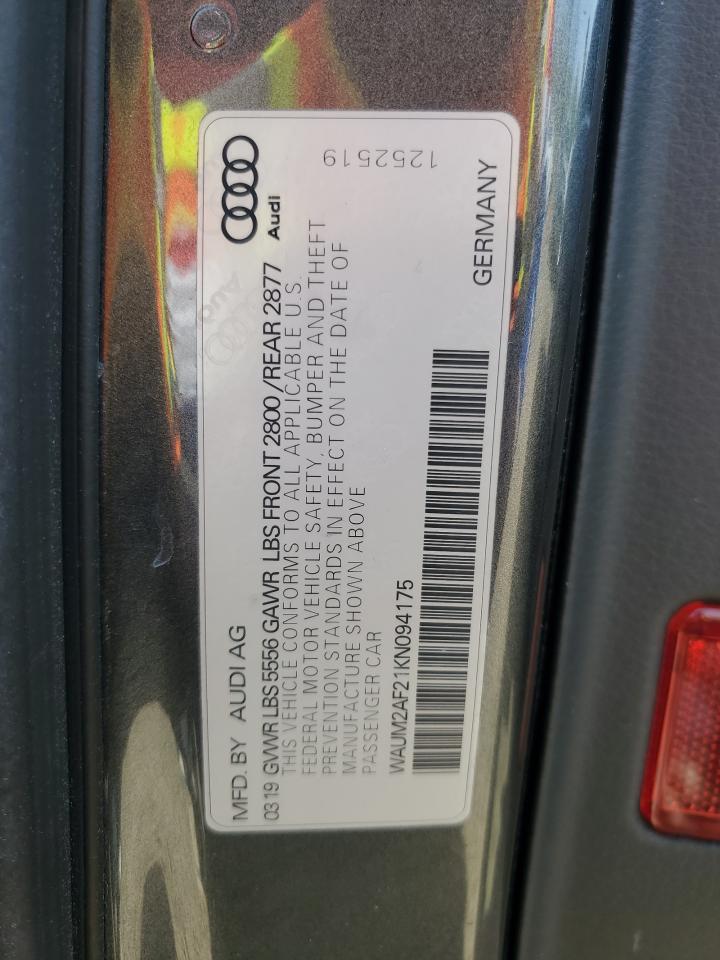 MFD. BY AUDI AG
03 19 GVWR LBS 5556 GAWR LBS FRONT 2800 /REAR 2877
THIS VEHICLE CONFORMS TO ALL APPLICABLE U.S.
FEDERAL MOTOR VEHICLE SAFETY, BUMPER AND THEFT
PREVENTION STANDARDS IN EFFECT ON THE DATE OF
MANUFACTURE SHOWN ABOVE
PASSENGER CAR
WAUM2AF21KN094175
Audi
1252519
GERMANY
Audi